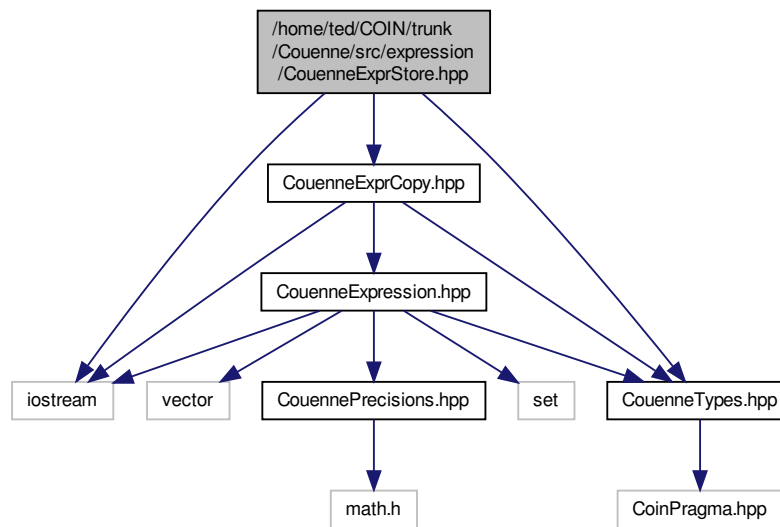 /home/ted/COIN/trunk
/Couenne/src/expression
/CouenneExprStore.hpp
CouenneExprCopy.hpp
CouenneExpression.hpp
iostream
vector
CouennePrecisions.hpp
set
CouenneTypes.hpp
math.h
CoinPragma.hpp